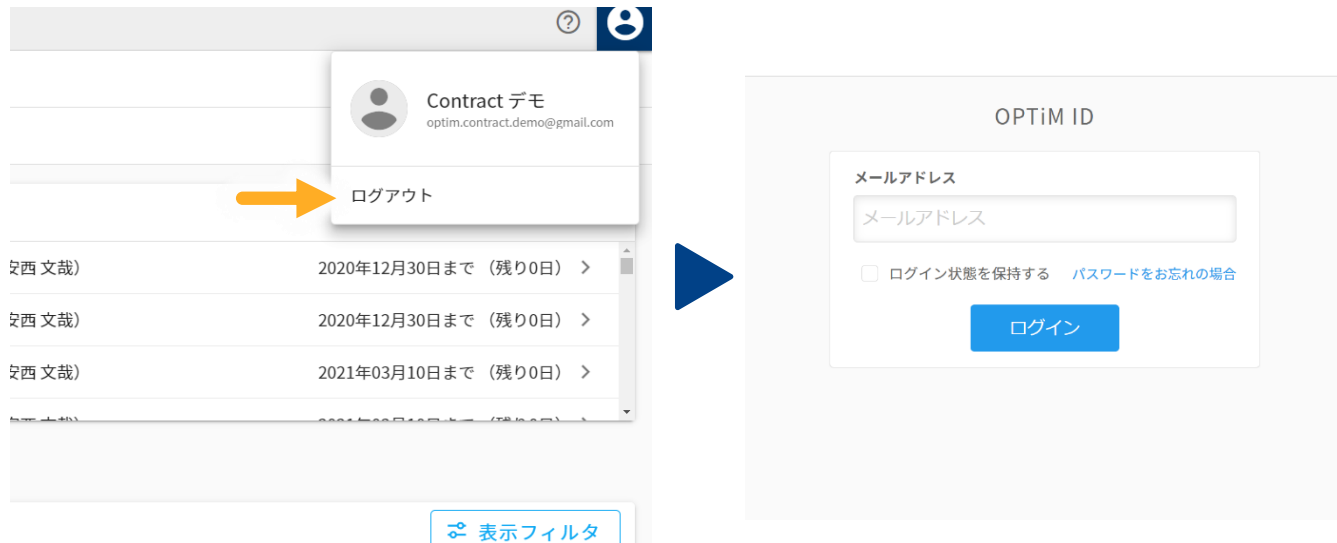 Contract デモ
optim.contract.demo@gmail.com
ログアウト
安西 文哉） 2020年12月30日まで （残り0日）
安西 文哉） 2020年12月30日まで （残り0日）
安西 文哉） 2021年03月10日まで （残り0日）
表示フィルタ
OPTiM ID
メールアドレス
メールアドレス
ログイン状態を保持する パスワードをお忘れの場合
ログイン